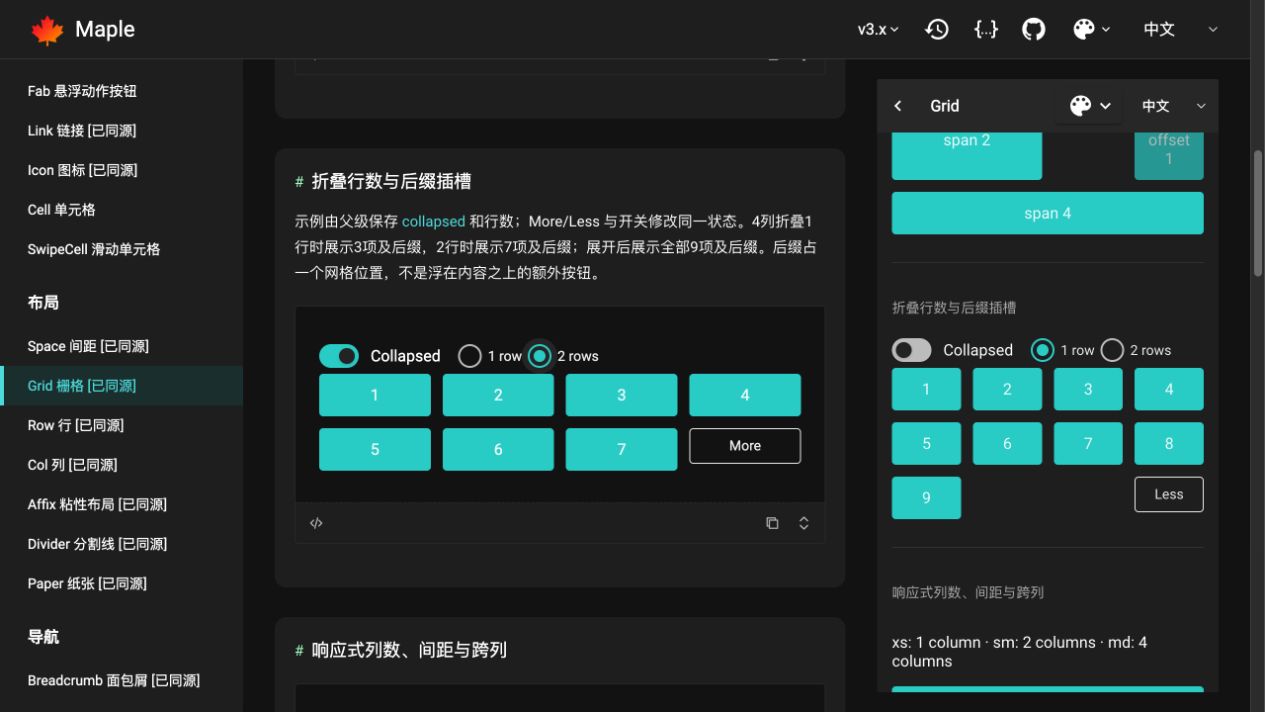 Maple
v3.x
{...}
中文
Fab 悬浮动作按钮
Link 链接 [已同源]
Icon 图标 [已同源]
Cell 单元格
SwipeCell 滑动单元格
布局
Space 间距 [已同源]
Grid 栅格 [已同源]
Row 行 [已同源]
Col 列 [已同源]
Affix 粘性布局 [已同源]
Divider 分割线 [已同源]
Paper 纸张 [已同源]
导航
Breadcrumb 面包屑 [已同源]
# 折叠行数与后缀插槽
示例由父级保存 collapsed 和行数；More/Less 与开关修改同一状态。4列折叠1
行时展示3项及后缀，2行时展示7项及后缀；展开后展示全部9项及后缀。后缀占
一个网格位置，不是浮在内容之上的额外按钮。
Collapsed 1 row 2 rows
1 2 3 4
5 6 7 More
</>
# 响应式列数、间距与跨列
Grid
中文
span 2
offset
1
span 4
折叠行数与后缀插槽
Collapsed 1 row 2 rows
1 2 3 4
5 6 7 8
9 Less
响应式列数、间距与跨列
xs: 1 column · sm: 2 columns · md: 4
columns